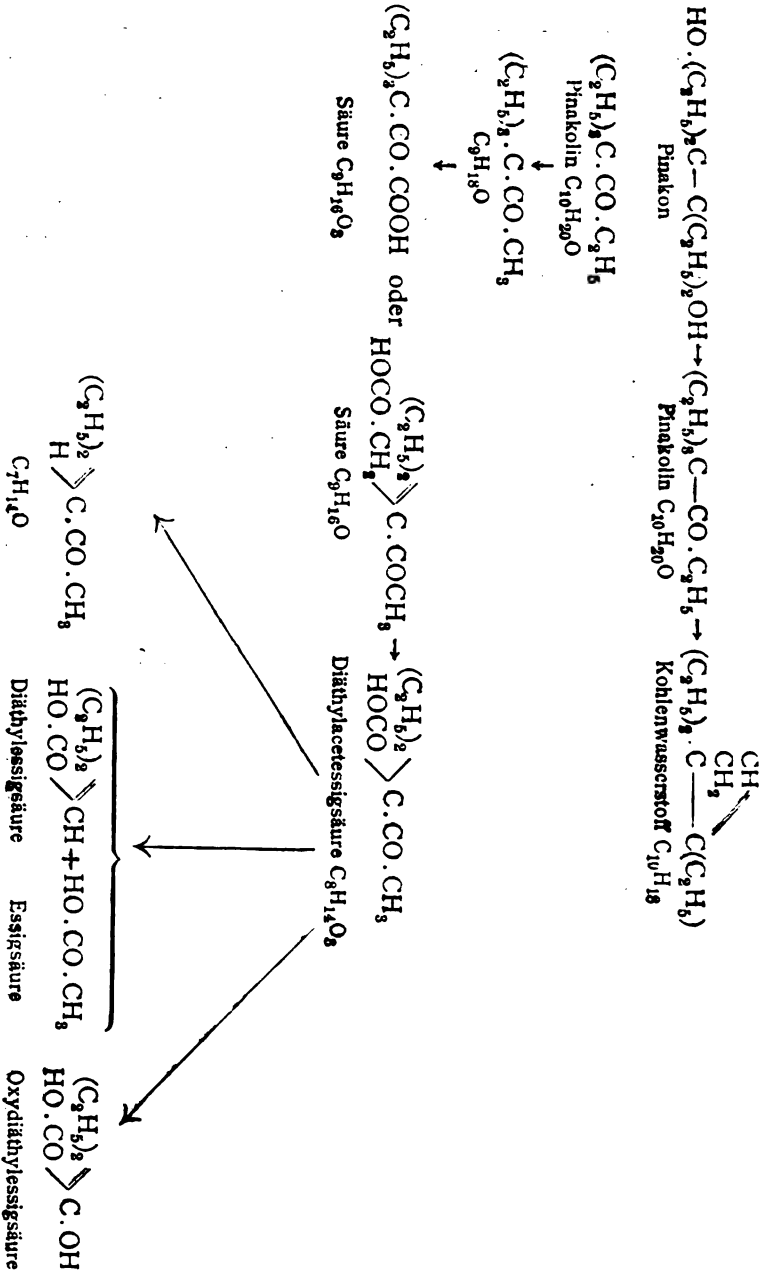 HO.(C₂H₅)₂C—C((C₂H₅)₂OH→(C₂H₅)₃C—CO.C₂H₅→(C₂H₅)₂.C——C(C₂H₅)
CH₂ CH₂
Pinakon Pinakolin C₁₀H₂₀O Kohlenwasserstoff C₁₀H₁₈
(C₂H₅)₃C.CO.C₂H₅
Pinakolin C₁₀H₂₀O
↓
(C₂H₅)₃.C.CO.CH₃
C₉H₁₈O
↓
(C₂H₅)₃C.CO.COOH oder (C₂H₅)₂ HOCO.CH₂>C.COCH₃→(C₂H₅)₂ HOCO>C.CO.CH₃
Säure C₉H₁₆O₃ Säure C₉H₁₆O Diäthylacetessigsäure C₈H₁₄O₃
(C₂H₅)₂ H>C.CO.CH₃ (C₂H₅)₂ HO.CO>CH+HO.CO.CH₃ (C₂H₅)₂ HO.CO>C.OH
C₇H₁₄O Diäthylessigsäure Essigsäure Oxydiäthylessigsäure